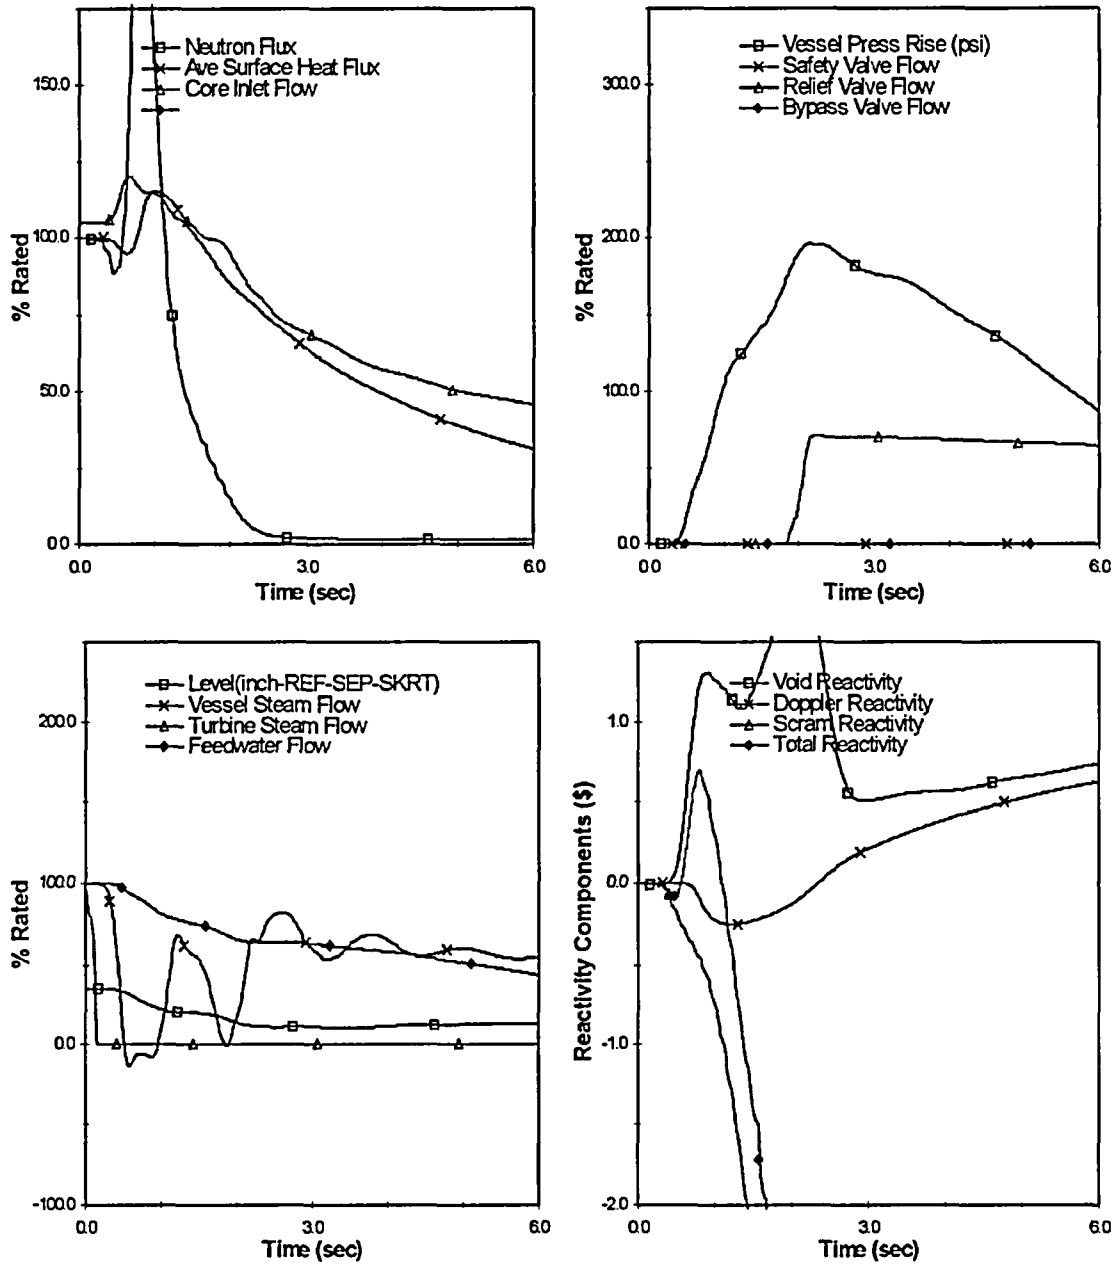 Neutron Flux
Ave Surface Heat Flux
Core Inlet Flow
150.0
100.0
50.0
0.0
% Rated
0.0
3.0
6.0
Time (sec)
Vessel Press Rise (psi)
Safety Valve Flow
Relief Valve Flow
Bypass Valve Flow
300.0
200.0
100.0
0.0
% Rated
0.0
3.0
6.0
Time (sec)
Level(inch-REF-SEP-SKRT)
Vessel Steam Flow
Turbine Steam Flow
Feedwater Flow
200.0
100.0
0.0
-100.0
% Rated
0.0
3.0
6.0
Time (sec)
Void Reactivity
Doppler Reactivity
Scram Reactivity
Total Reactivity
1.0
0.0
-1.0
-2.0
Reactivity Components ($)
0.0
3.0
6.0
Time (sec)